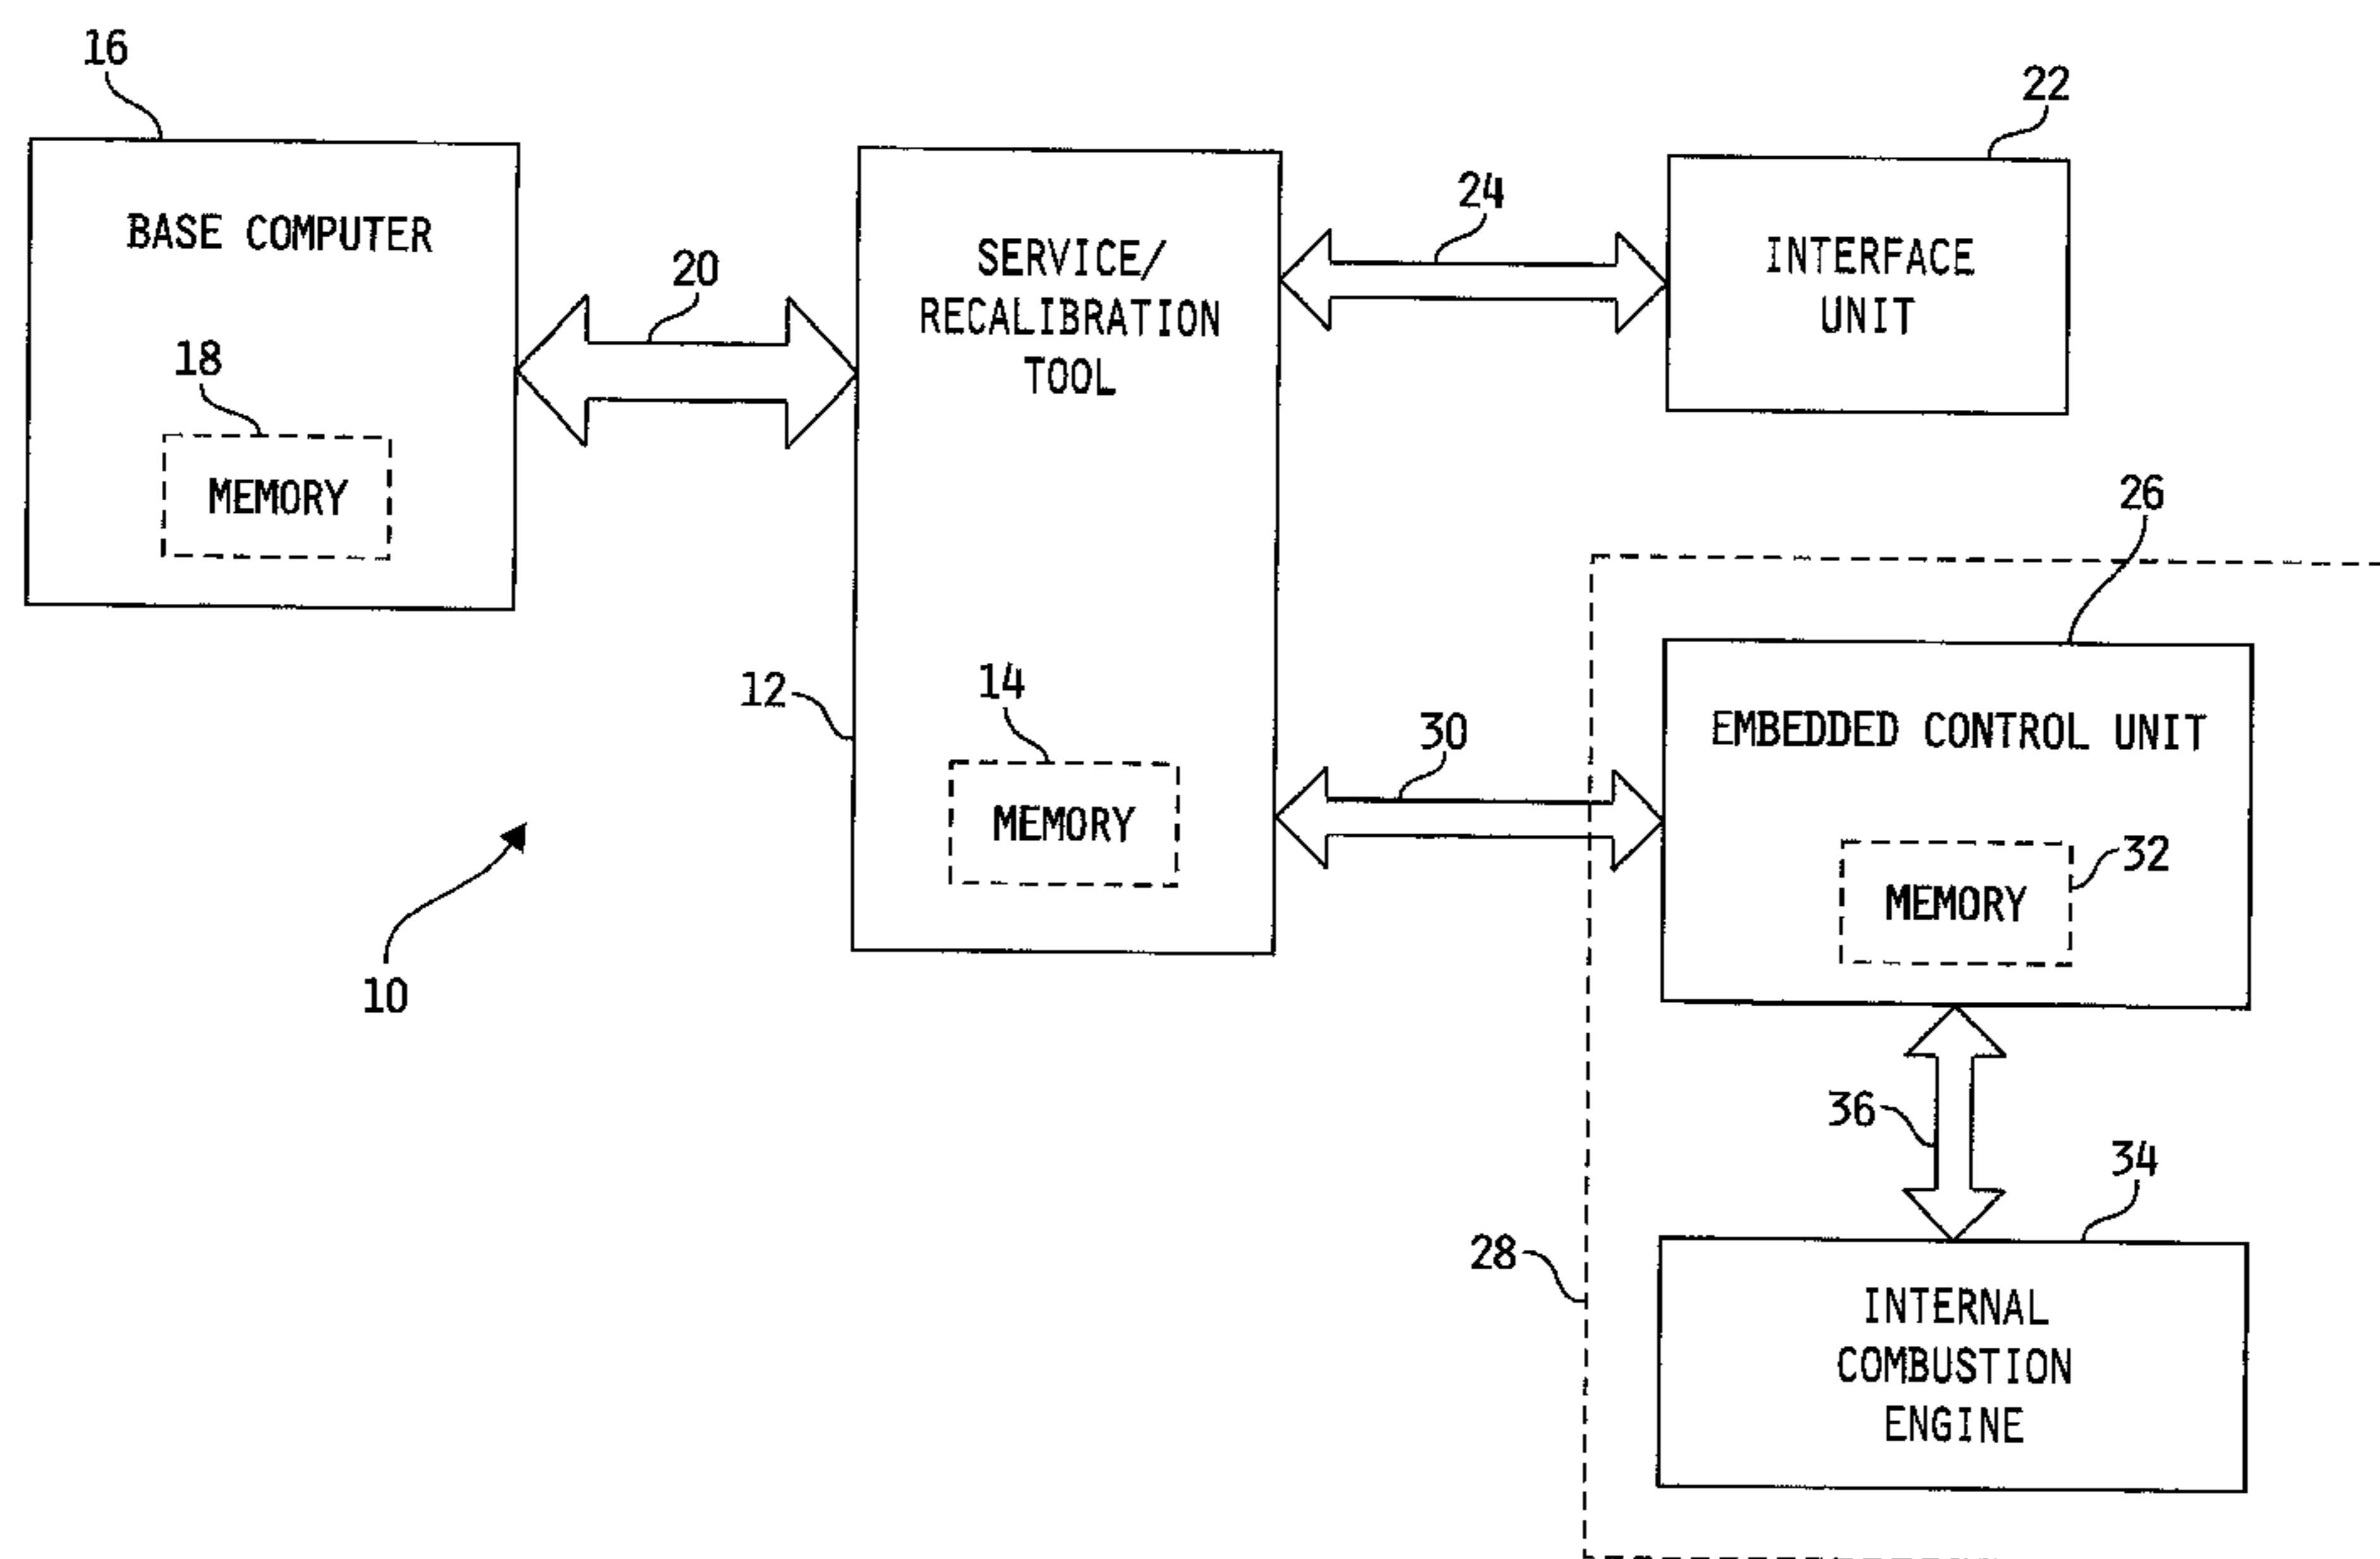 16
BASE COMPUTER
18
MEMORY
20
SERVICE/
RECALIBRATION
TOOL
12
14
MEMORY
24
22
INTERFACE
UNIT
26
EMBEDDED CONTROL UNIT
30
32
MEMORY
36
34
28
INTERNAL
COMBUSTION
ENGINE
10